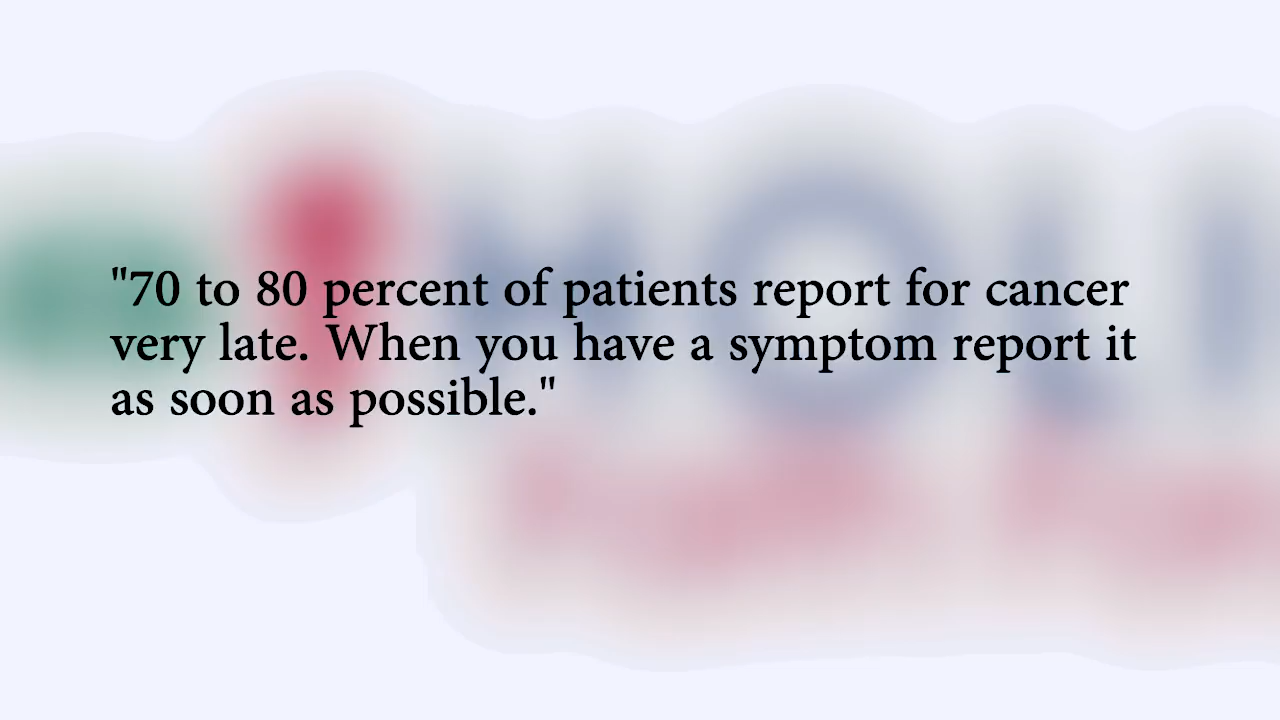 "70 to 80 percent of patients report for cancer
very late. When you have a symptom report it
as soon as possible."